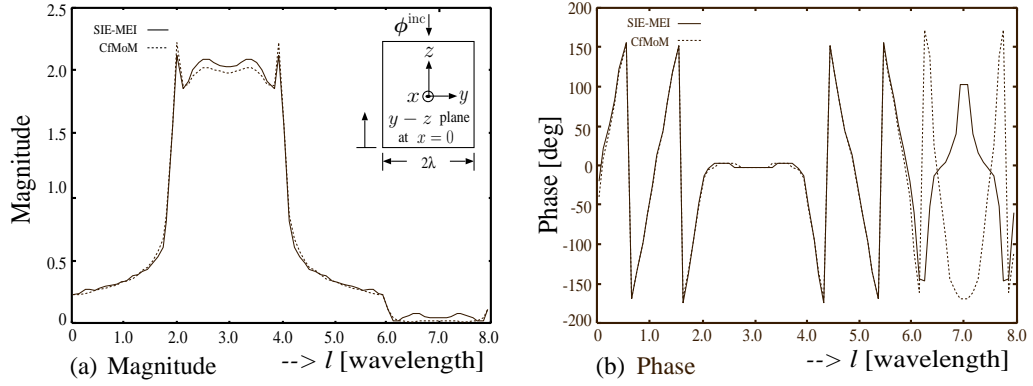 SIE-MEI
CfMoM
Magnitude
2.5
2.0
1.5
1.0
0.5
0
0 1.0 2.0 3.0 4.0 5.0 6.0 7.0 8.0
ϕ^inc
z
x y
y − z plane
at x = 0
2λ
(a) Magnitude --> l [wavelength]
SIE-MEI
CfMoM
Phase [deg]
200
150
100
50
0
-50
-100
-150
-200
0 1.0 2.0 3.0 4.0 5.0 6.0 7.0 8.0
(b) Phase --> l [wavelength]